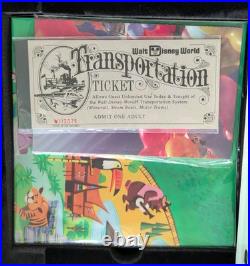 Walt Disney World
Transportation
TICKET
Allows Guest Unlimited Use Today & Tonight of
the Walt Disney World Transportation System
(Monorail, Steam Boats, Motor Trams)
ADMIT ONE ADULT